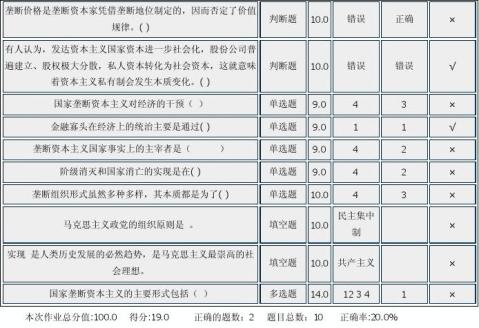 垄断价格是垄断资本家凭借垄断地位制定的，因而否定了价值 判断题 10.0 错误 正确 ×
规律。( )
有人认为，发达资本主义国家资本进一步社会化，股份公司普 判断题 10.0 错误 错误 √
遍建立、股权极大分散，私人资本转化为社会资本，这就意味
着资本主义私有制会发生本质变化。( )
国家垄断资本主义对经济的干预（ ） 单选题 9.0 4 3 ×
金融寡头在经济上的统治主要是通过( ) 单选题 9.0 1 1 √
垄断资本主义国家事实上的主宰是（ ） 单选题 9.0 4 2 ×
阶级消灭和国家消亡的实现是在( ) 单选题 9.0 4 2 ×
垄断组织形式虽然多种多样，其本质都是为了( ) 单选题 10.0 4 3 ×
马克思主义政党的组织原则是 。 填空题 10.0 民主集中 ×
制
实现 是人类历史发展的必然趋势，是马克思主义最崇高的社 填空题 10.0 共产主义 ×
会理想。
国家垄断资本主义的主要形式包括（ ） 多选题 14.0 12 3 4 1 ×
本次作业总分值:100.0 得分:19.0 正确的题数：2 题目总数：10 正确率:20.0%